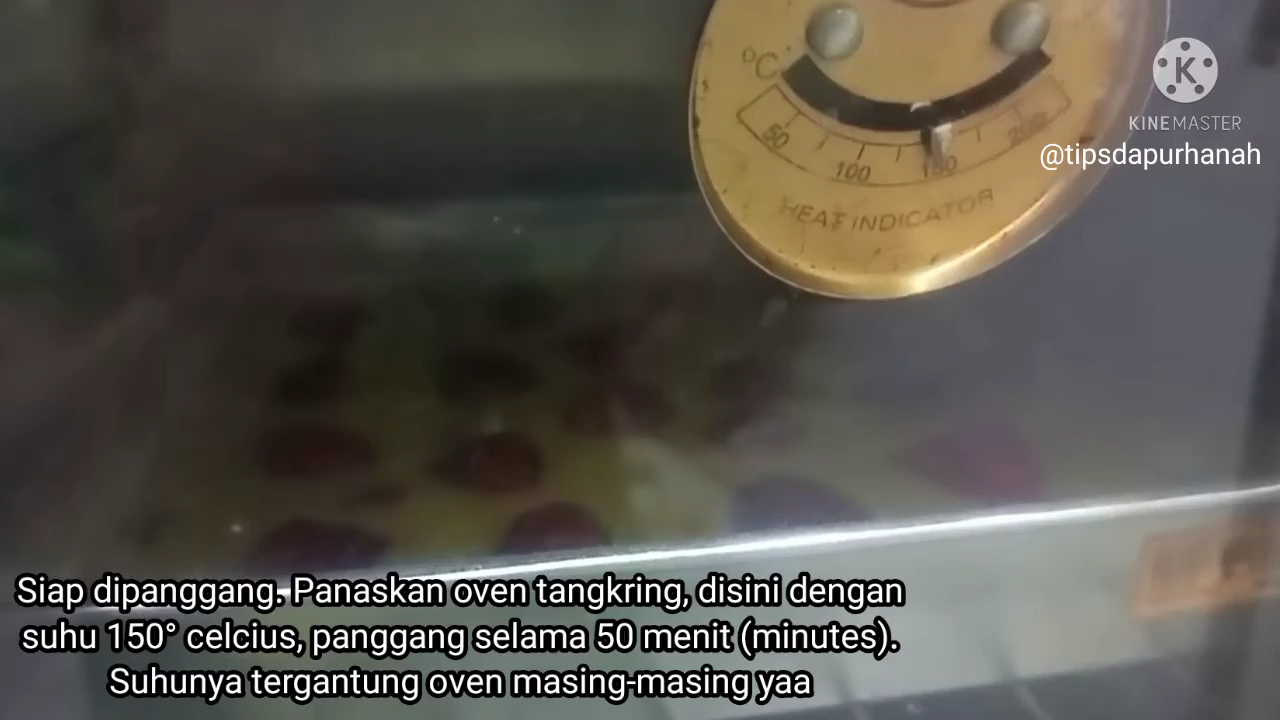 °C
50
100
150
200
HEAT INDICATOR
K
KINEMASTER
@tipsdapurhanah
Siap dipanggang. Panaskan oven tangkring, disini dengan
suhu 150° celcius, panggang selama 50 menit (minutes).
Suhunya tergantung oven masing-masing yaa